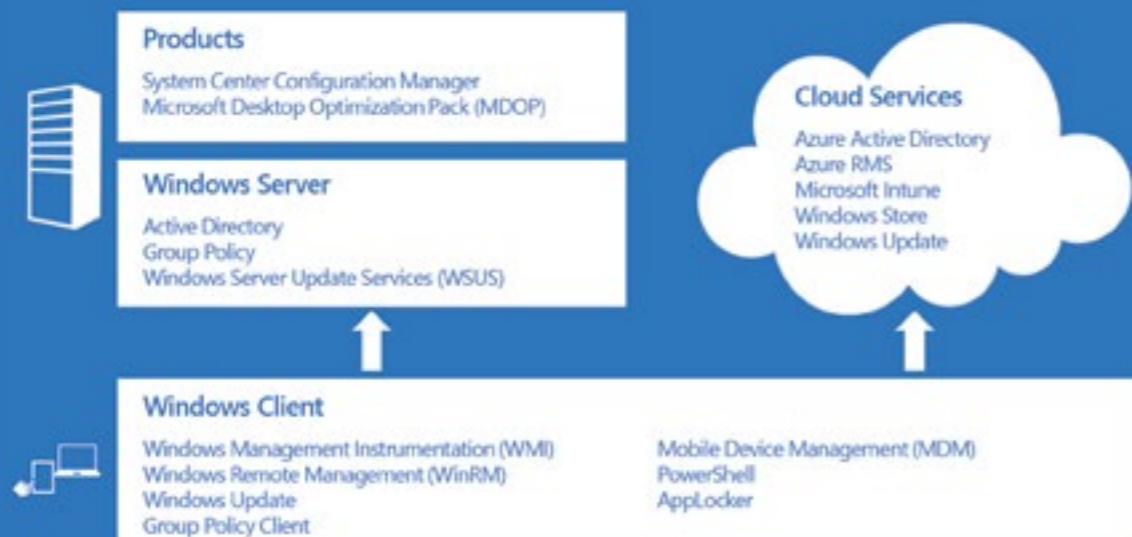 Products
System Center Configuration Manager
Microsoft Desktop Optimization Pack (MDOP)
Windows Server
Active Directory
Group Policy
Windows Server Update Services (WSUS)
Cloud Services
Azure Active Directory
Azure RMS
Microsoft Intune
Windows Store
Windows Update
Windows Client
Windows Management Instrumentation (WMI)
Windows Remote Management (WinRM)
Windows Update
Group Policy Client
Mobile Device Management (MDM)
PowerShell
AppLocker